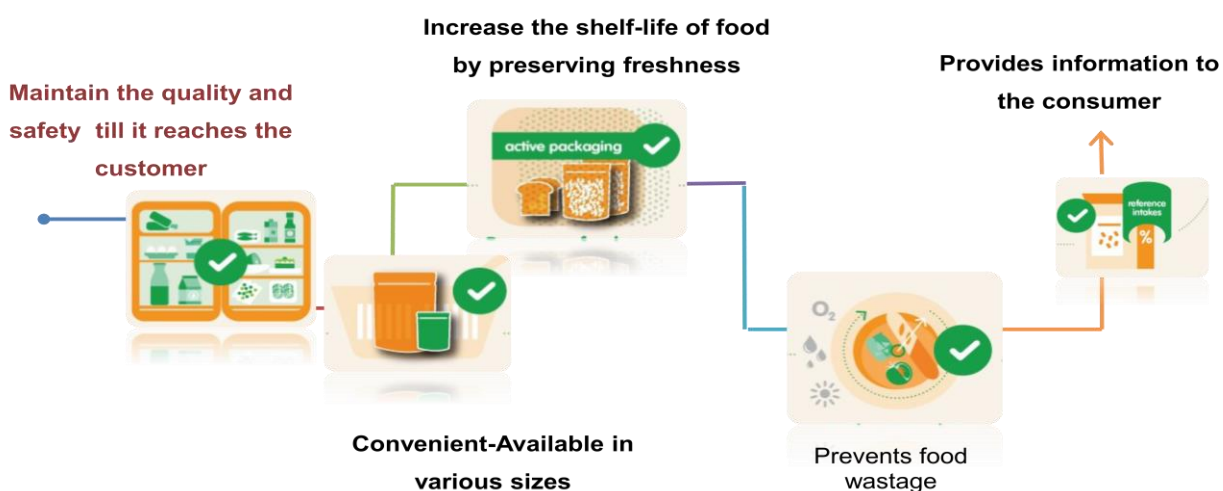 Maintain the quality and
safety till it reaches the
customer
Convenient-Available in
various sizes
Increase the shelf-life of food
by preserving freshness
active packaging
O₂
Prevents food
wastage
Provides information to
the consumer
reference
intakes
%